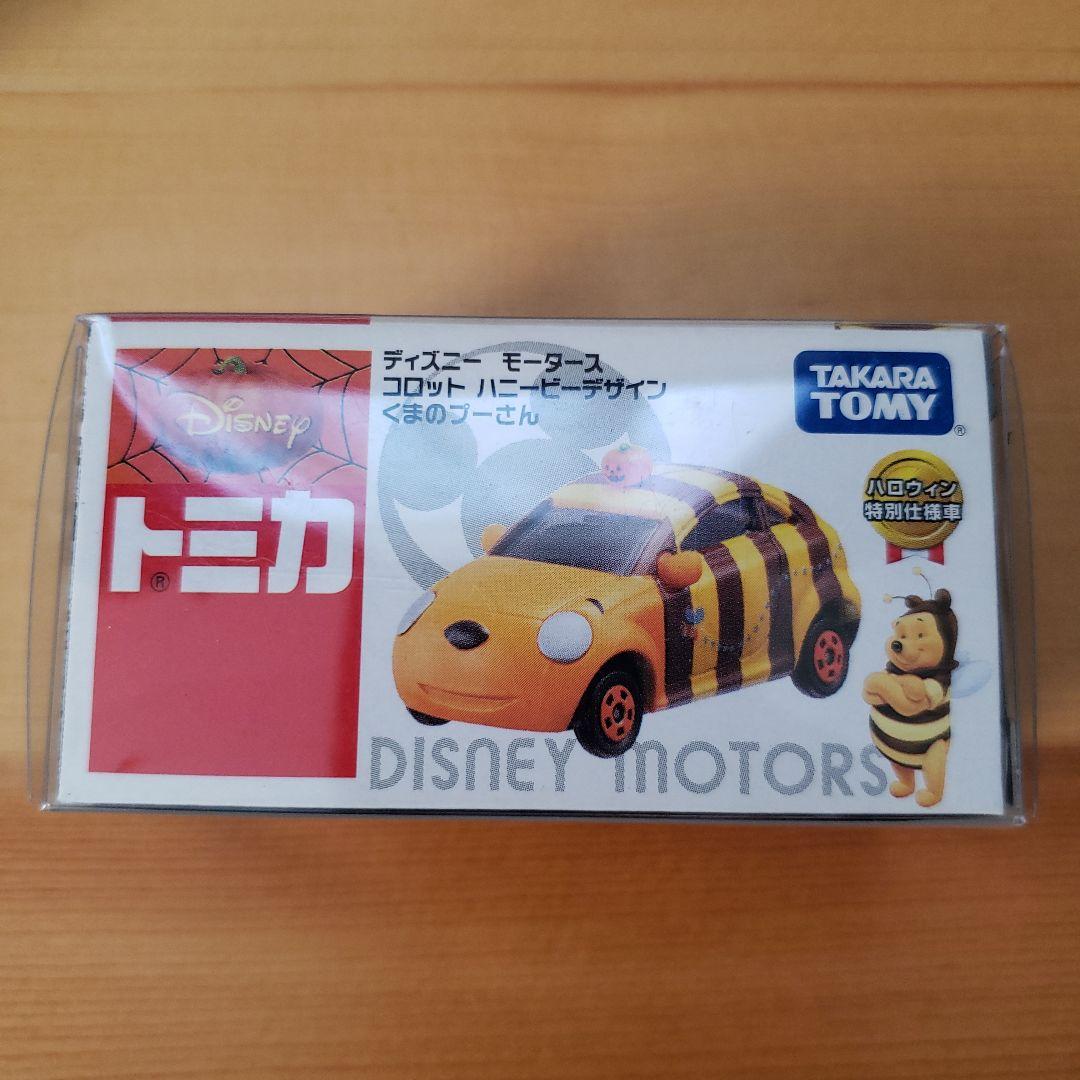 Disney
トミカ®
ディズニー モータース
コロット ハニービーデザイン
くまのプーさん
TAKARA
TOMY®
ハロウィン
特別仕様車
DISNEY MOTORS